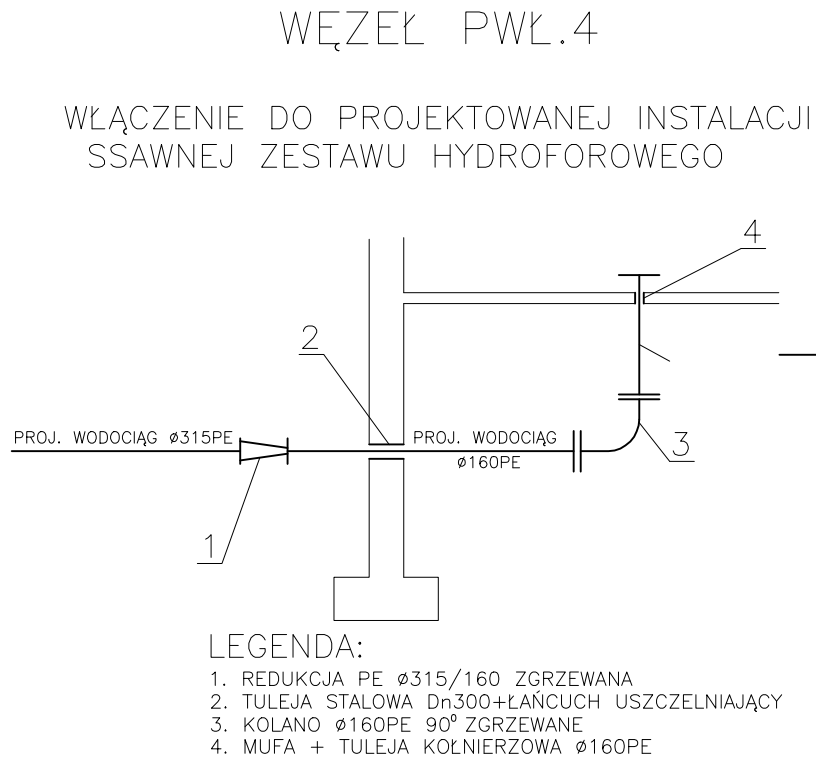 WĘZEŁ PWŁ.4
WŁĄCZENIE DO PROJEKTOWANEJ INSTALACJI
SSAWNEJ ZESTAWU HYDROFOROWEGO
4
2
PROJ. WODOCIĄG Ø315PE
PROJ. WODOCIĄG
Ø160PE
3
1
LEGENDA:
1. REDUKCJA PE Ø315/160 ZGRZEWANA
2. TULEJA STALOWA Dn300+ŁAŃCUCH USZCZELNIAJĄCY
3. KOLANO Ø160PE 90° ZGRZEWANE
4. MUFA + TULEJA KOŁNIERZOWA Ø160PE